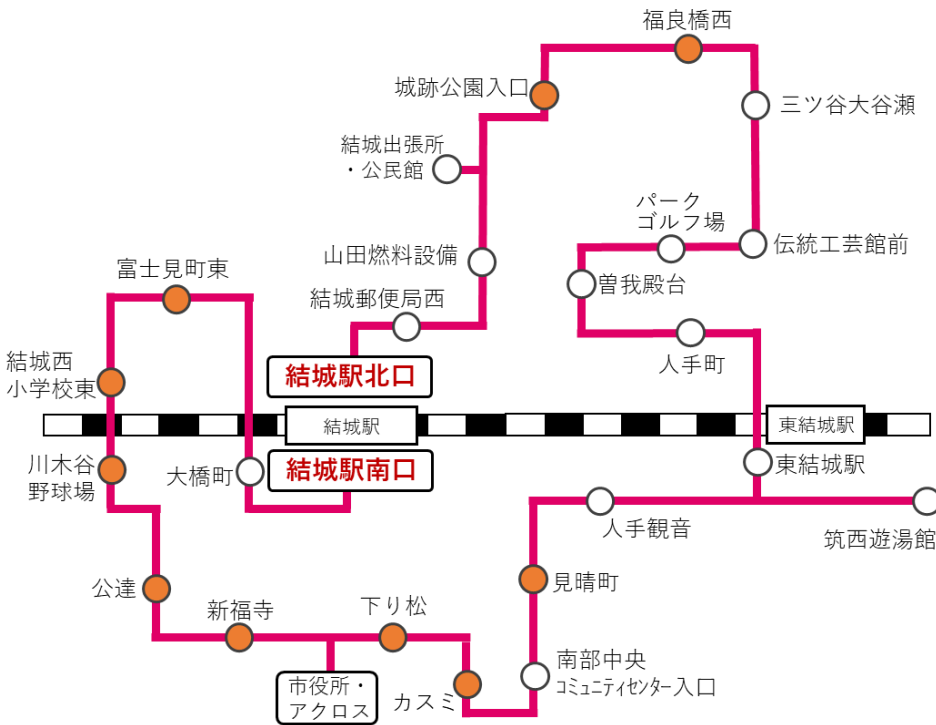 福良橋西
城跡公園入口
三ツ谷大谷瀬
結城出張所
・公民館
パーク
ゴルフ場
伝統工芸館前
山田燃料設備
富士見町東
曽我殿台
結城郵便局西
人手町
結城西
小学校東
結城駅北口
結城駅
東結城駅
川木谷
野球場
大橋町
結城駅南口
東結城駅
人手観音
筑西遊湯館
公達
見晴町
新福寺
下り松
南部中央
コミュニティセンター入口
市役所・
アクロス
カスミ